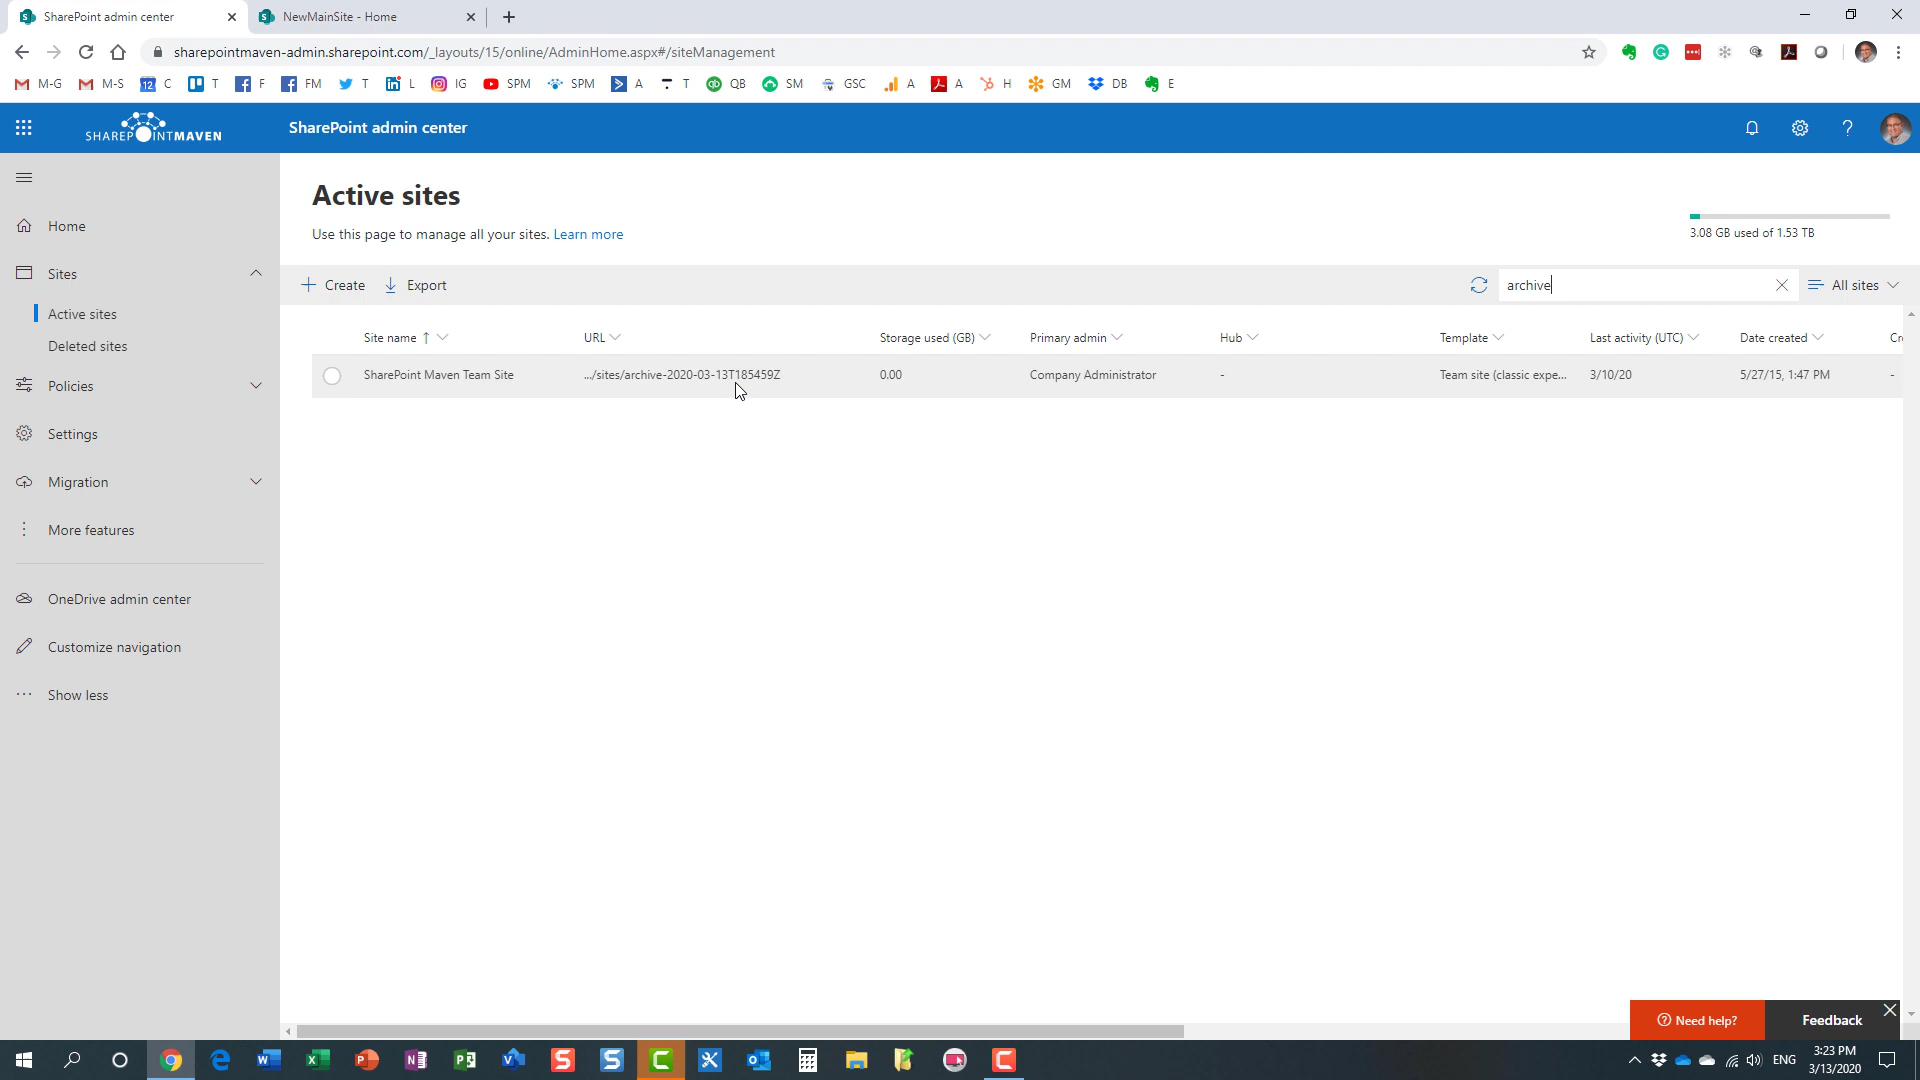 SharePoint admin center
NewMainSite - Home
sharepointmaven-admin.sharepoint.com/_layouts/15/online/AdminHome.aspx#/siteManagement
M-G M-S 12 C T F FM T L IG SPM SPM A T QB SM GSC A A H GM DB E
SHAREPOINTMAVEN
SharePoint admin center
Home
Sites
Active sites
Deleted sites
Policies
Settings
Migration
More features
OneDrive admin center
Customize navigation
Show less
Active sites
Use this page to manage all your sites. Learn more
3.08 GB used of 1.53 TB
Create Export archive All sites
Site name URL Storage used (GB) Primary admin Hub Template Last activity (UTC) Date created Cr
SharePoint Maven Team Site .../sites/archive-2020-03-13T185459Z 0.00 Company Administrator - Team site (classic expe... 3/10/20 5/27/15, 1:47 PM -
Need help? Feedback
ENG 3:23 PM
3/13/2020